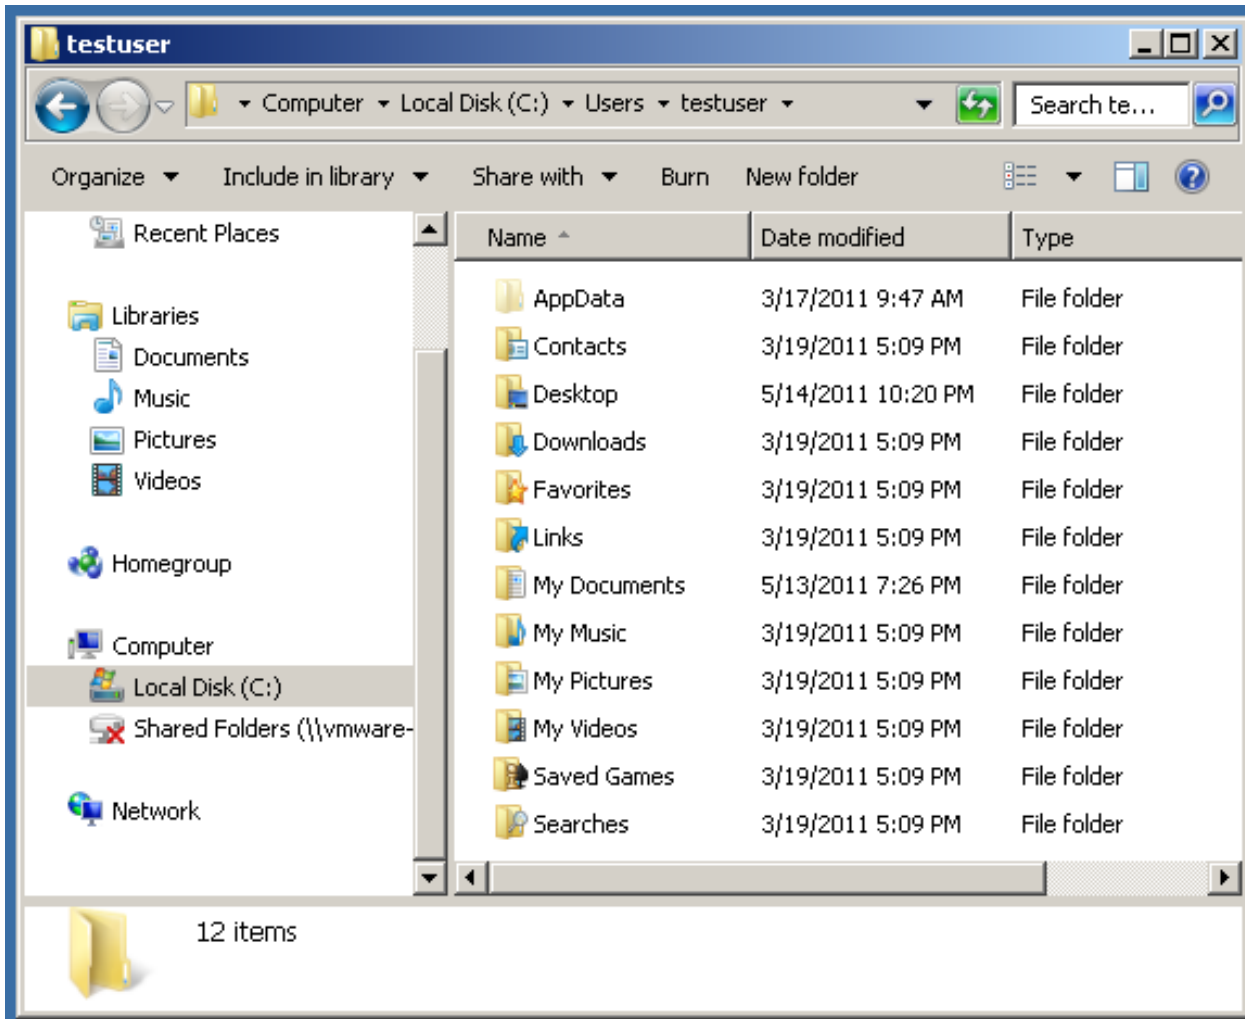 testuser
Computer Local Disk (C:) Users testuser
Search te...
Organize Include in library Share with Burn New folder
Recent Places
Libraries
Documents
Music
Pictures
Videos
Homegroup
Computer
Local Disk (C:)
Shared Folders (\\vmware-
Network
Name Date modified Type
AppData 3/17/2011 9:47 AM File folder
Contacts 3/19/2011 5:09 PM File folder
Desktop 5/14/2011 10:20 PM File folder
Downloads 3/19/2011 5:09 PM File folder
Favorites 3/19/2011 5:09 PM File folder
Links 3/19/2011 5:09 PM File folder
My Documents 5/13/2011 7:26 PM File folder
My Music 3/19/2011 5:09 PM File folder
My Pictures 3/19/2011 5:09 PM File folder
My Videos 3/19/2011 5:09 PM File folder
Saved Games 3/19/2011 5:09 PM File folder
Searches 3/19/2011 5:09 PM File folder
12 items